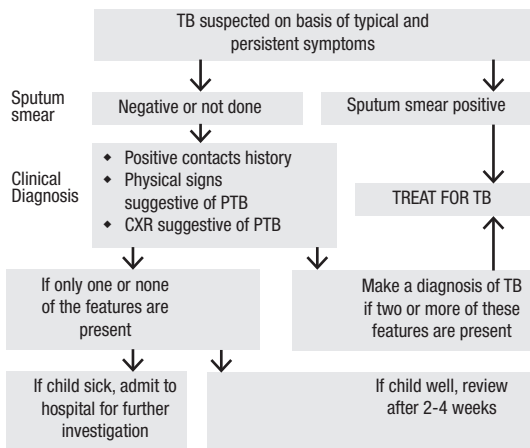 TB suspected on basis of typical and
persistent symptoms
Sputum
smear
Negative or not done
Sputum smear positive
Clinical
Diagnosis
◆ Positive contacts history
◆ Physical signs
suggestive of PTB
◆ CXR suggestive of PTB
TREAT FOR TB
If only one or none
of the features are
present
Make a diagnosis of TB
if two or more of these
features are present
If child sick, admit to
hospital for further
investigation
If child well, review
after 2-4 weeks